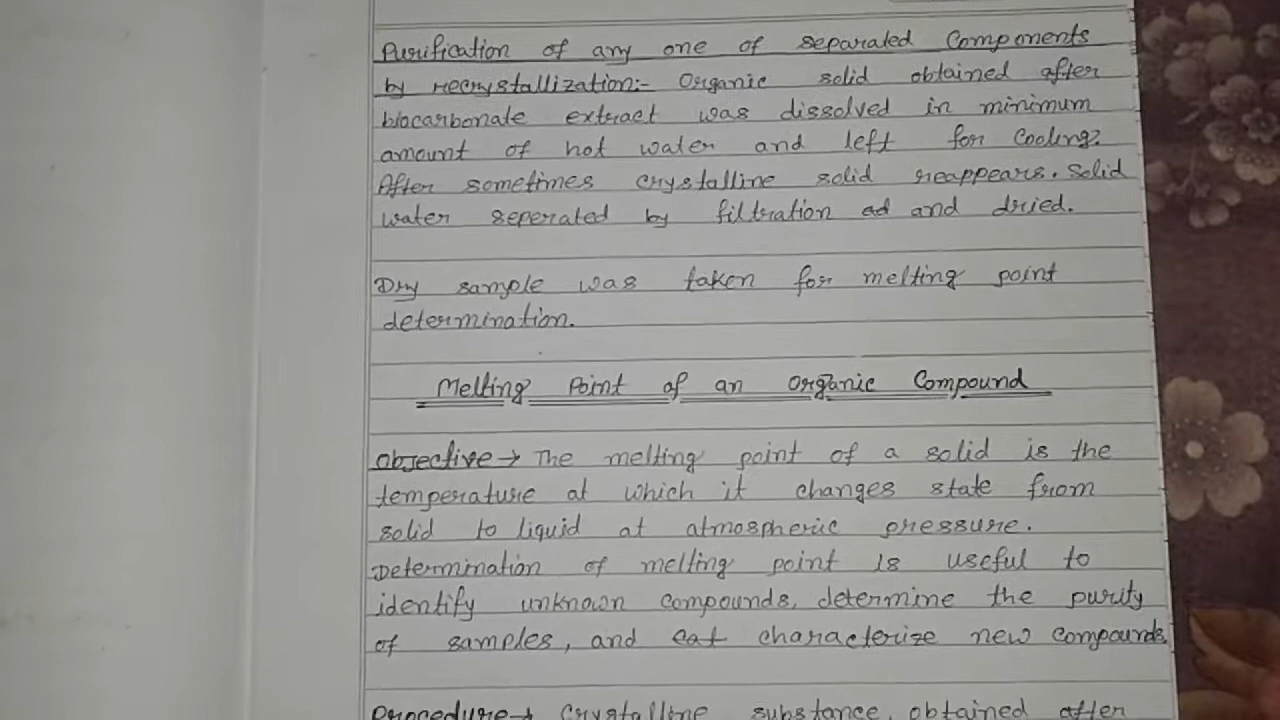 Purification of any one of separated Components
by recrystallization:- Organic solid obtained after
biocarbonate extract was dissolved in minimum
amount of hot water and left for cooling.
After sometimes crystalline solid reappears. Solid
water seperated by filtration ad and dried.
Dry sample was taken for melting point
determination.
Melting Point of an Organic Compound
Objective → The melting point of a solid is the
temperature at which it changes state from
solid to liquid at atmospheric pressure.
Determination of melting point is useful to
identify unknown compounds, determine the purity
of samples, and cat characterize new compounds.
Procedure → Crystalline substance, obtained after